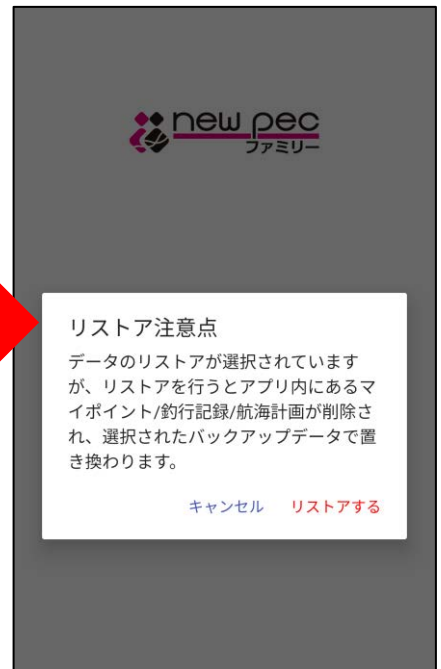 new pec
ファミリー
リストア注意点
データのリストアが選択されています
が、リストアを行うとアプリ内にあるマ
イポイント/釣行記録/航海計画が削除さ
れ、選択されたバックアップデータで置
き換わります。
キャンセル リストアする